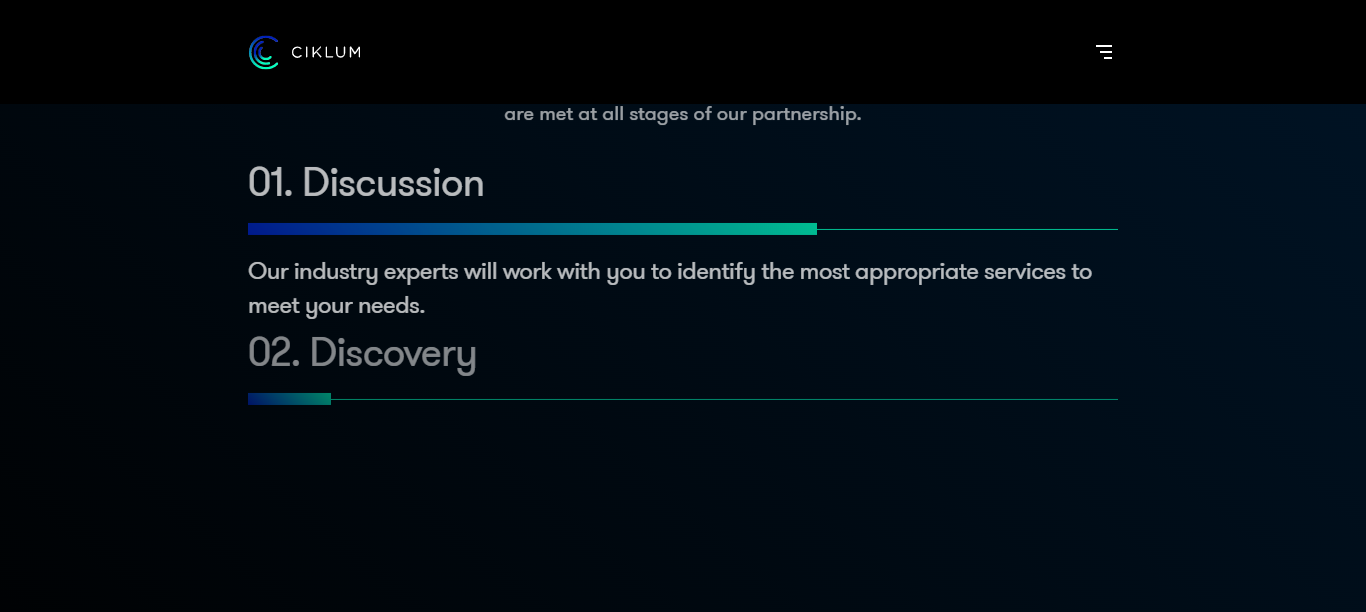 CIKLUM
are met at all stages of our partnership.
01. Discussion
Our industry experts will work with you to identify the most appropriate services to
meet your needs.
02. Discovery